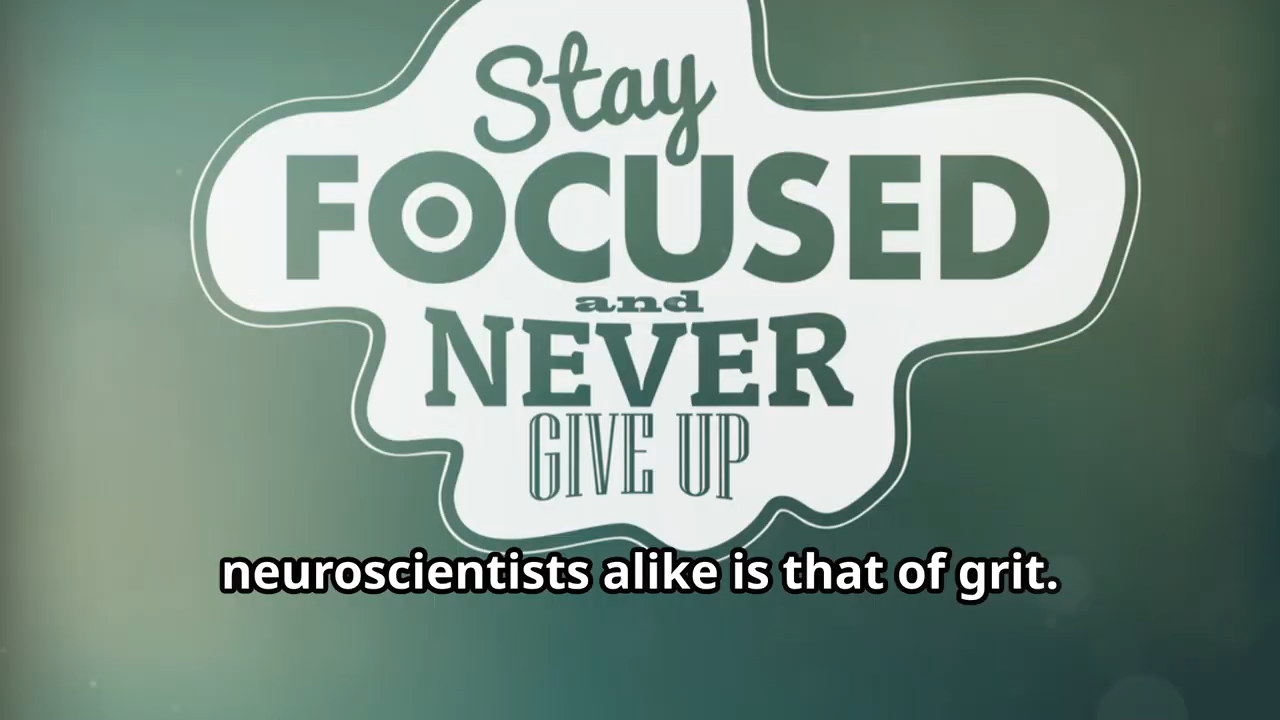 Stay
FOCUSED
and
NEVER
GIVE UP
neuroscientists alike is that of grit.